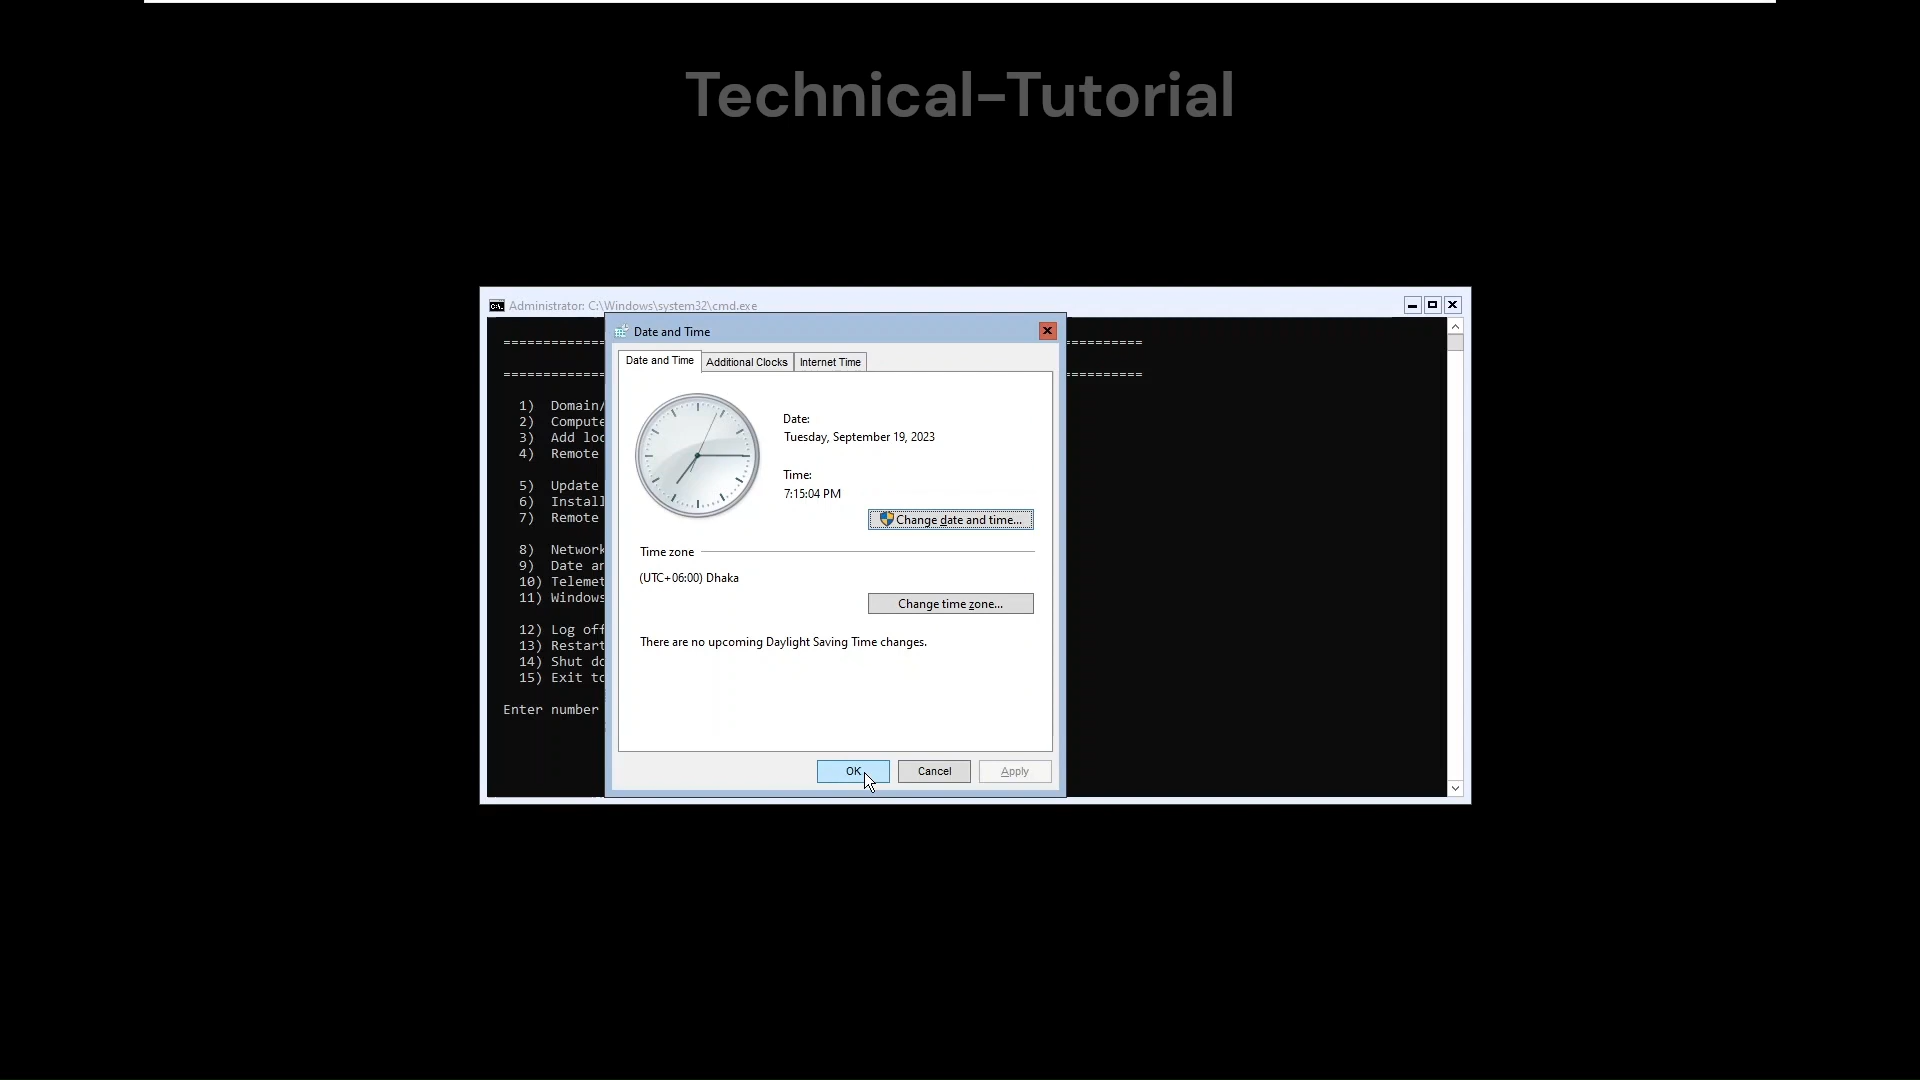 Technical-Tutorial
Administrator: C:\Windows\system32\cmd.exe
Date and Time
Date and Time
Additional Clocks
Internet Time
Date:
Tuesday, September 19, 2023
Time:
7:15:04 PM
Change date and time...
Time zone
(UTC+06:00) Dhaka
Change time zone...
There are no upcoming Daylight Saving Time changes.
OK
Cancel
Apply
============= ==========
============= ==========
1) Domain/
2) Compute
3) Add loc
4) Remote
5) Update
6) Install
7) Remote
8) Network
9) Date an
10) Telemet
11) Windows
12) Log off
13) Restart
14) Shut do
15) Exit to
Enter number